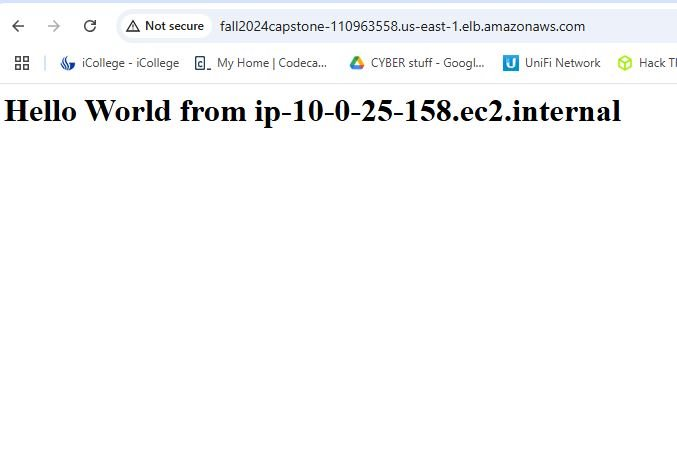 Not secure fall2024capstone-110963558.us-east-1.elb.amazonaws.com
iCollege - iCollege C_ My Home | Codeca... CYBER stuff - Googl... U UniFi Network Hack Th
Hello World from ip-10-0-25-158.ec2.internal